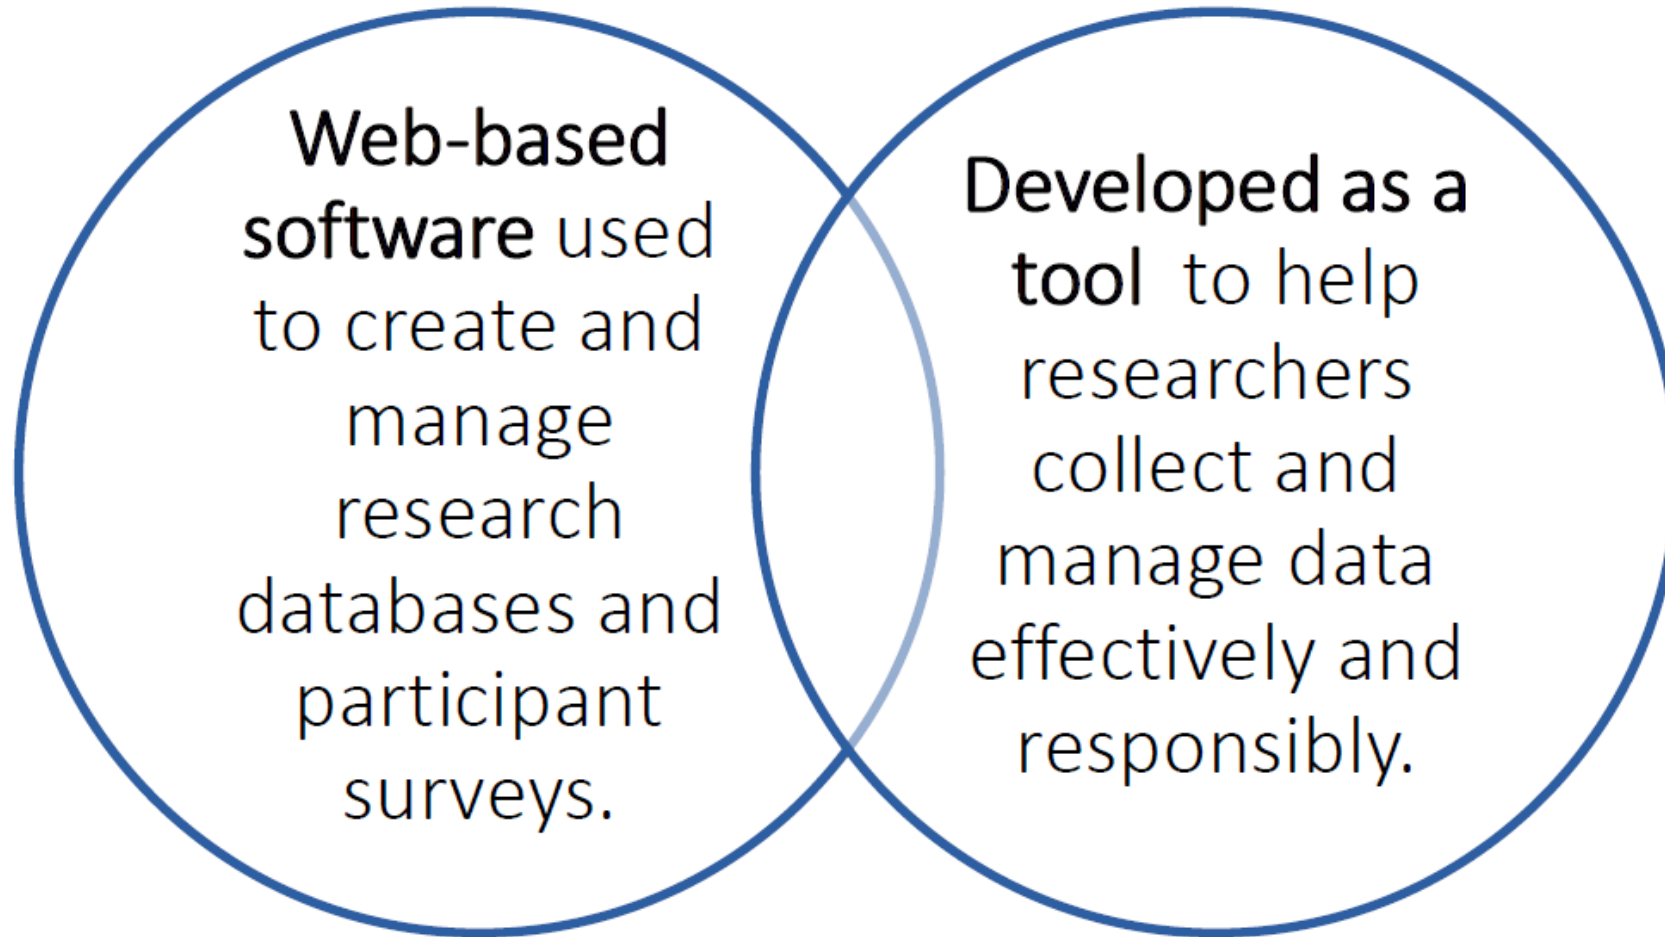 Web-based
software used
to create and
manage
research
databases and
participant
surveys.
Developed as a
tool  to help
researchers
collect and
manage data
effectively and
responsibly.